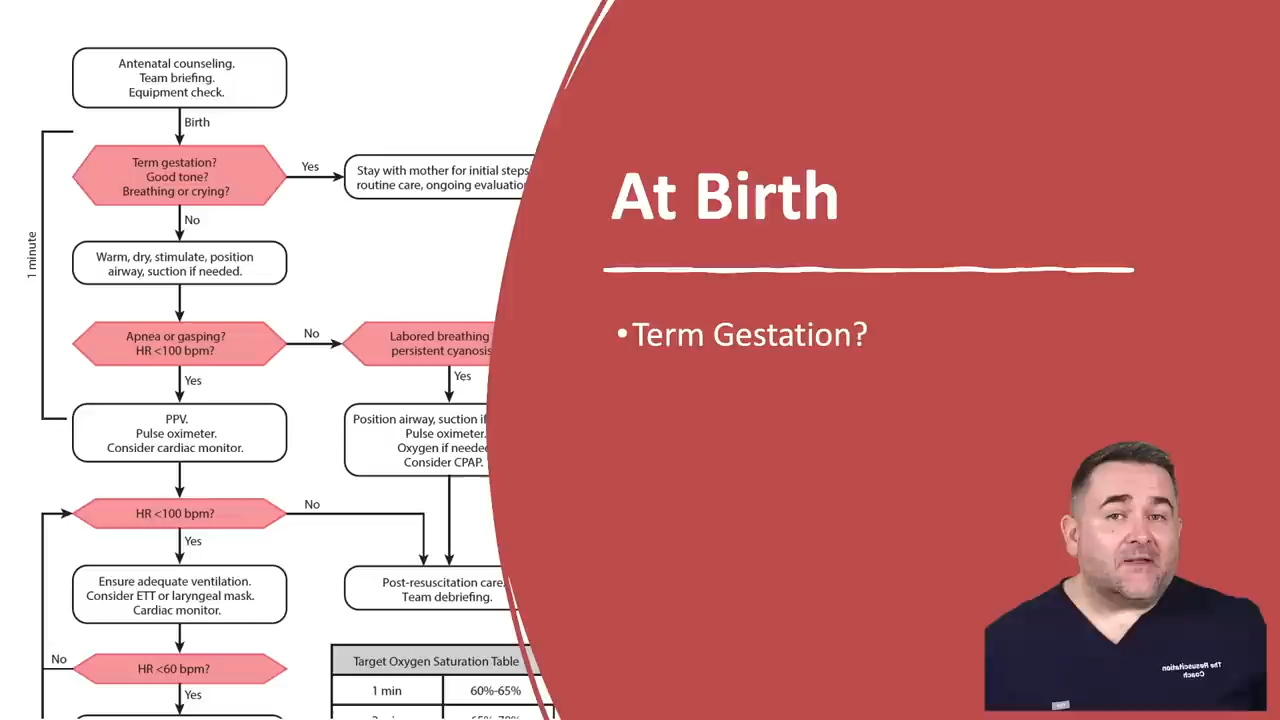 Antenatal counseling.
Team briefing.
Equipment check.
Birth
1 minute
Term gestation?
Good tone?
Breathing or crying?
Yes
Stay with mother for initial steps
routine care, ongoing
No
Warm, dry, stimulate, position
airway, suction if needed.
Apnea or gasping?
HR <100 bpm?
No
Labored breathing
persistent cyanosis
Yes
Yes
PPV.
Pulse oximeter.
Consider cardiac monitor.
Position airway, suction if
Pulse oximeter.
Oxygen if
Consider CPAP.
HR <100 bpm?
No
Yes
Ensure adequate ventilation.
Consider ETT or laryngeal mask.
Cardiac monitor.
Post-resuscitation care.
Team debriefing.
HR <60 bpm?
No
Yes
Target Oxygen Saturation Table
1 min 60%-65%
At Birth
•Term Gestation?
The Resuscitation
Coach